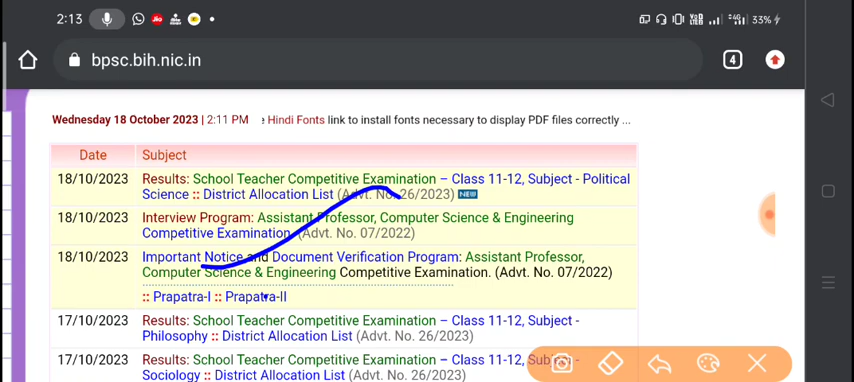 2:13
4G 33%
bpsc.bih.nic.in
4
Wednesday 18 October 2023 | 2:11 PM
e Hindi Fonts link to install fonts necessary to display PDF files correctly ...
Date Subject
18/10/2023 Results: School Teacher Competitive Examination – Class 11-12, Subject - Political
Science :: District Allocation List (Advt. No. 26/2023) NEW
18/10/2023 Interview Program: Assistant Professor, Computer Science & Engineering
Competitive Examination. (Advt. No. 07/2022)
18/10/2023 Important Notice and Document Verification Program: Assistant Professor,
Computer Science & Engineering Competitive Examination. (Advt. No. 07/2022)
:: Prapatra-I :: Prapatra-II
17/10/2023 Results: School Teacher Competitive Examination – Class 11-12, Subject -
Philosophy :: District Allocation List (Advt. No. 26/2023)
17/10/2023 Results: School Teacher Competitive Examination – Class 11-12, Subject -
Sociology :: District Allocation List (Advt. No. 26/2023)